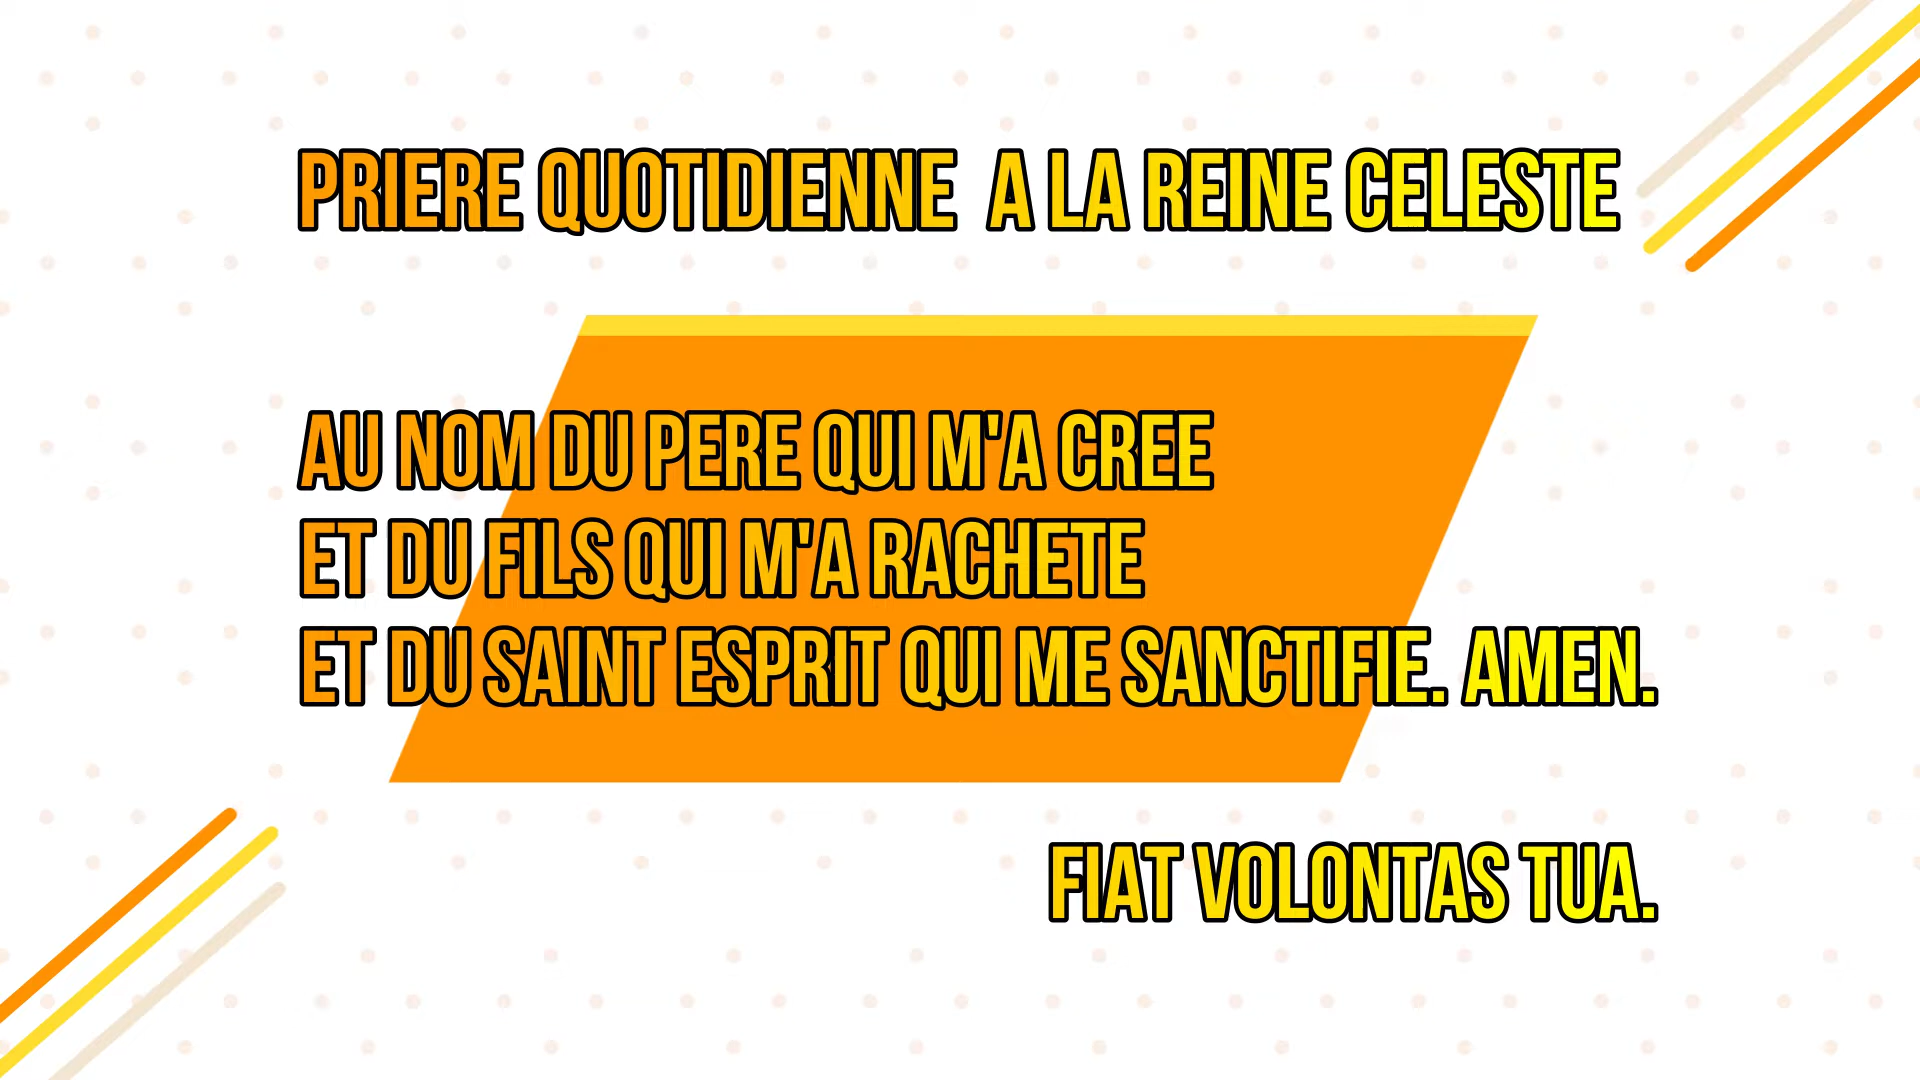 PRIERE QUOTIDIENNE A LA REINE CELESTE
AU NOM DU PERE QUI M'A CREE
ET DU FILS QUI M'A RACHETE
ET DU SAINT ESPRIT QUI ME SANCTIFIE. AMEN.
FIAT VOLONTAS TUA.